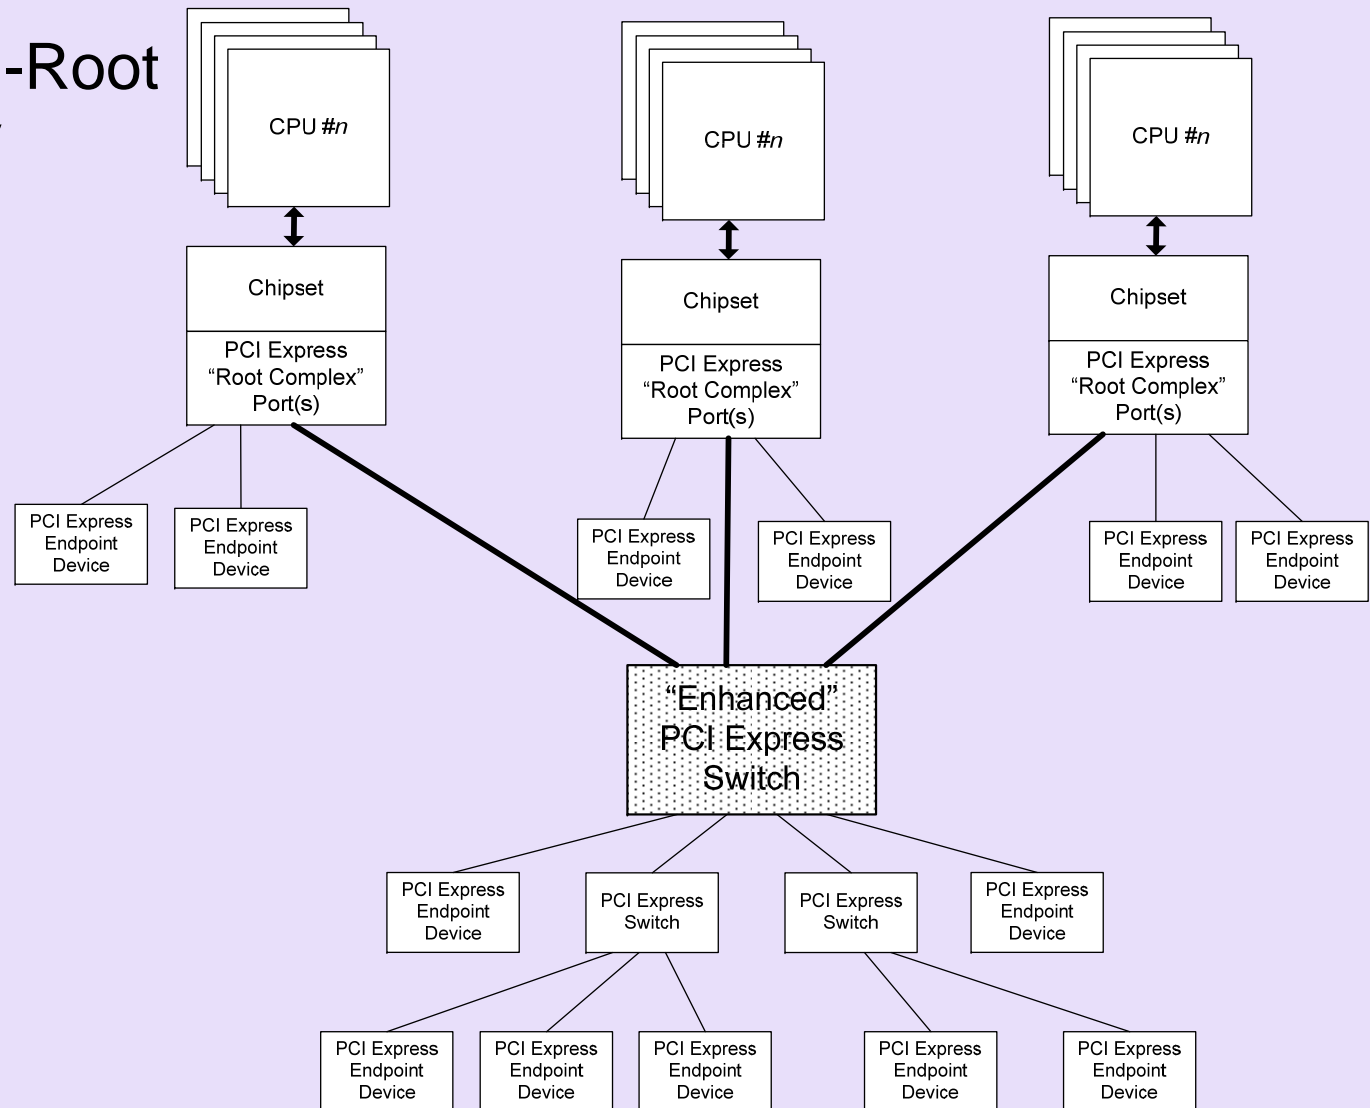 -Root
CPU #n
CPU #n
CPU #n
Chipset
PCI Express
“Root Complex”
Port(s)
Chipset
PCI Express
“Root Complex”
Port(s)
Chipset
PCI Express
“Root Complex”
Port(s)
PCI Express
Endpoint
Device
PCI Express
Endpoint
Device
PCI Express
Endpoint
Device
PCI Express
Endpoint
Device
PCI Express
Endpoint
Device
PCI Express
Endpoint
Device
“Enhanced”
PCI Express
Switch
PCI Express
Endpoint
Device
PCI Express
Switch
PCI Express
Switch
PCI Express
Endpoint
Device
PCI Express
Endpoint
Device
PCI Express
Endpoint
Device
PCI Express
Endpoint
Device
PCI Express
Endpoint
Device
PCI Express
Endpoint
Device